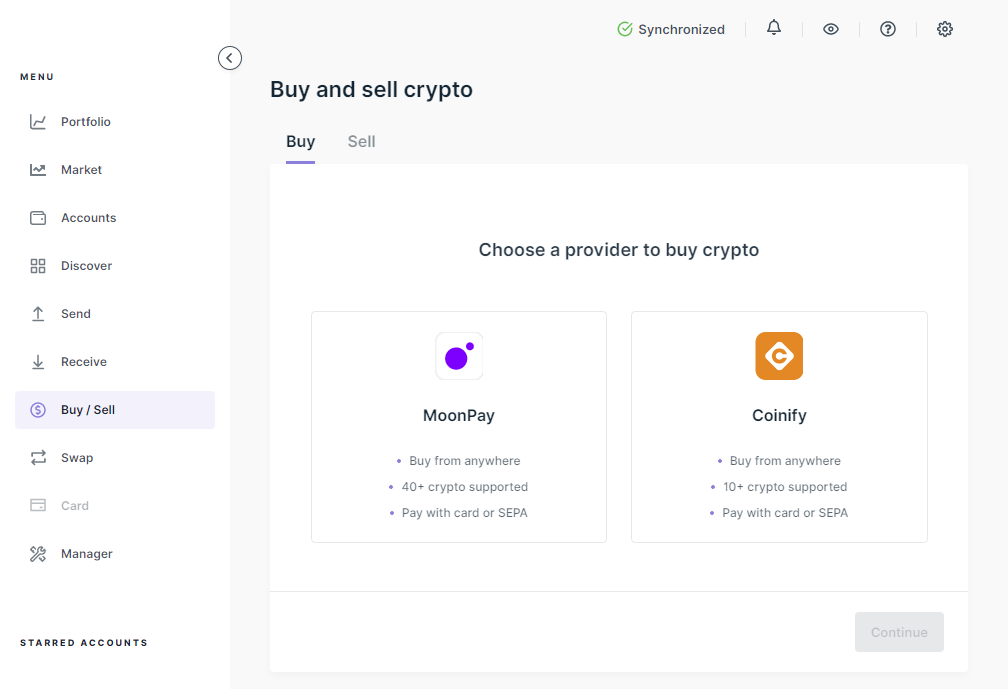 Synchronized
MENU
Portfolio
Market
Accounts
Discover
Send
Receive
Buy / Sell
Swap
Card
Manager
STARRED ACCOUNTS
Buy and sell crypto
Buy Sell
Choose a provider to buy crypto
MoonPay
• Buy from anywhere
• 40+ crypto supported
• Pay with card or SEPA
Coinify
• Buy from anywhere
• 10+ crypto supported
• Pay with card or SEPA
Continue